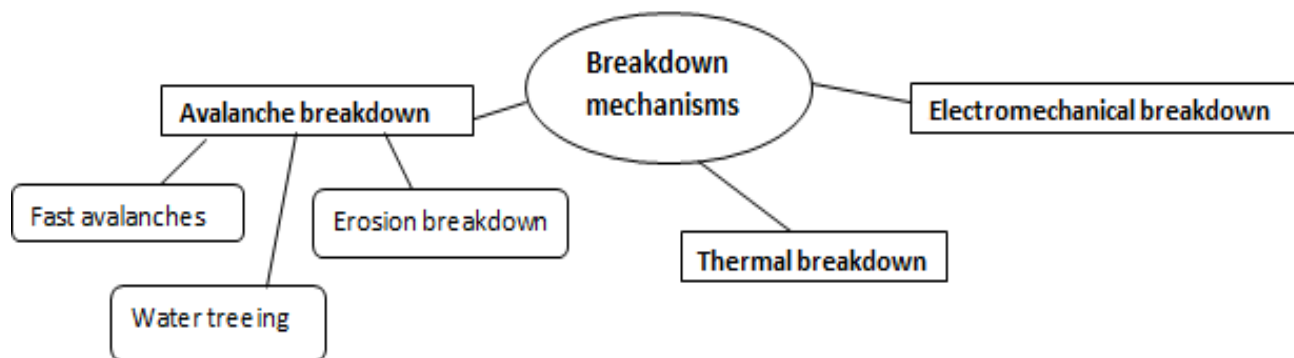 Breakdown
mechanisms
Avalanche breakdown
Electromechanical breakdown
Fast avalanches
Erosion breakdown
Thermal breakdown
Water treeing